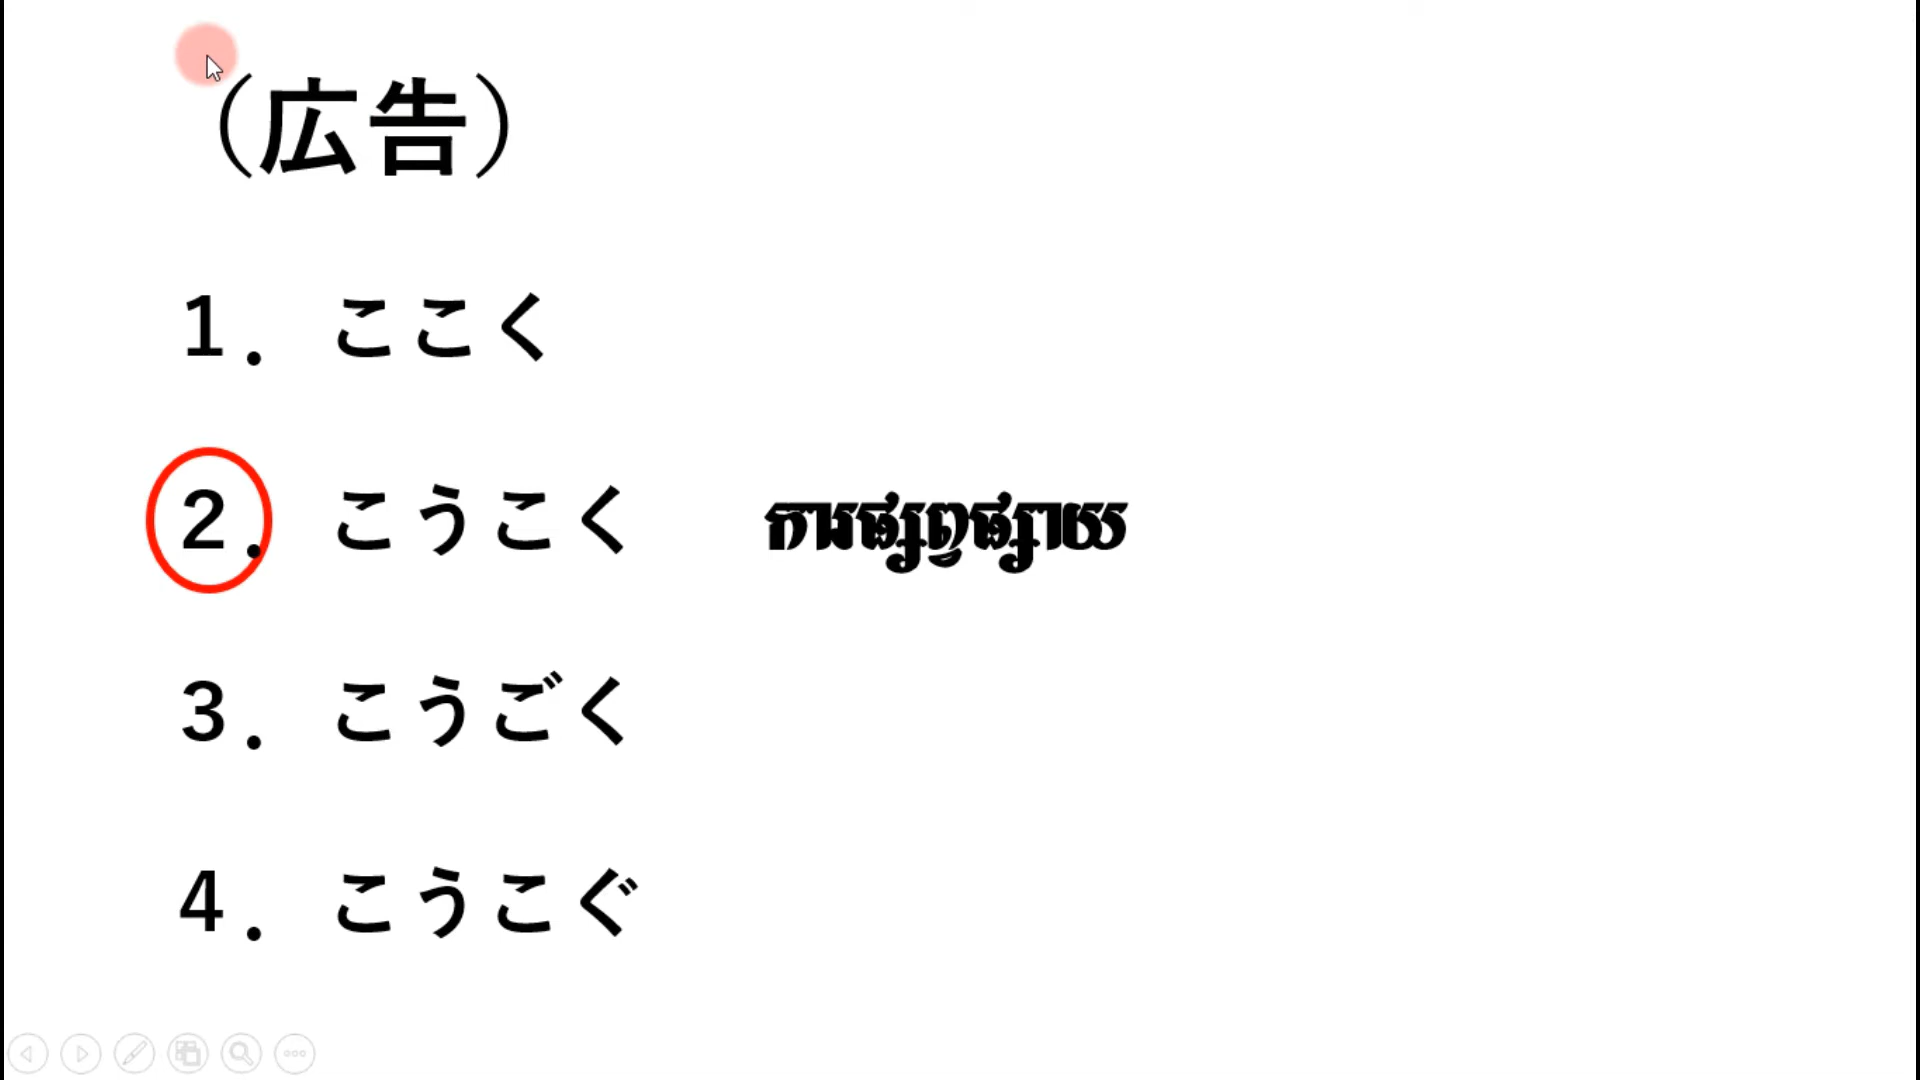 （広告）
１．ここく
２．こうこく ការផ្សព្វផ្សាយ
３．こうごく
４．こうこぐ